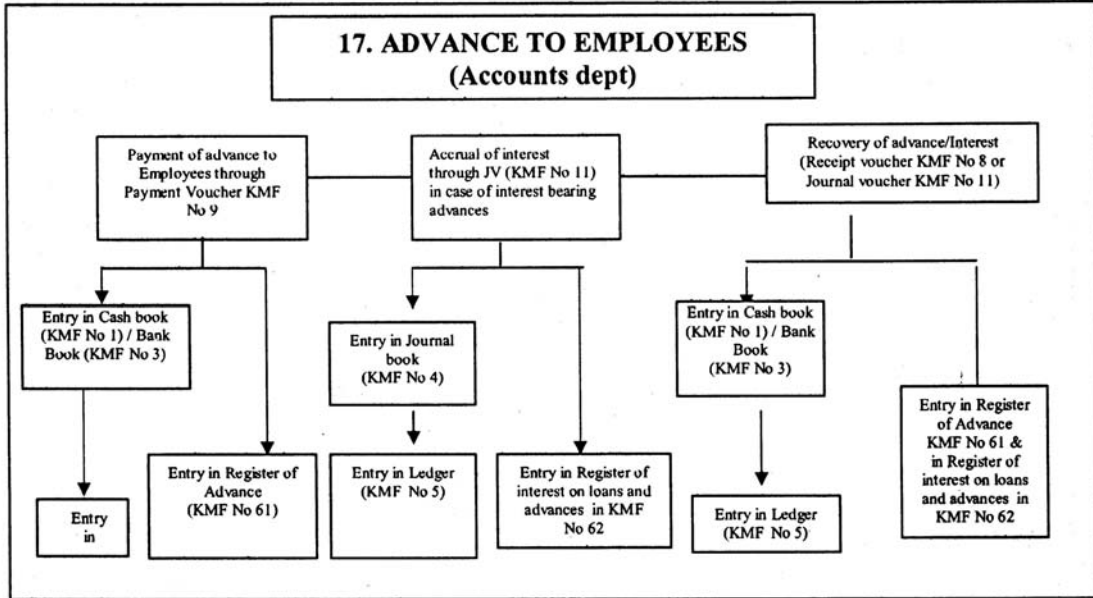 17. ADVANCE TO EMPLOYEES
(Accounts dept)
Payment of advance to
Employees through
Payment Voucher KMF
No 9
Accrual of interest
through JV (KMF No 11)
in case of interest bearing
advances
Recovery of advance/Interest
(Receipt voucher KMF No 8 or
Journal voucher KMF No 11)
Entry in Cash book
(KMF No 1) / Bank
Book (KMF No 3)
Entry in Journal
book
(KMF No 4)
Entry in Cash book
(KMF No 1) / Bank
Book
(KMF No 3)
Entry
in
Entry in Register of
Advance
(KMF No 61)
Entry in Ledger
(KMF No 5)
Entry in Register of
interest on loans and
advances in KMF
No 62
Entry in Ledger
(KMF No 5)
Entry in Register
of Advance
KMF No 61 &
in Register of
interest on loans
and advances in
KMF No 62